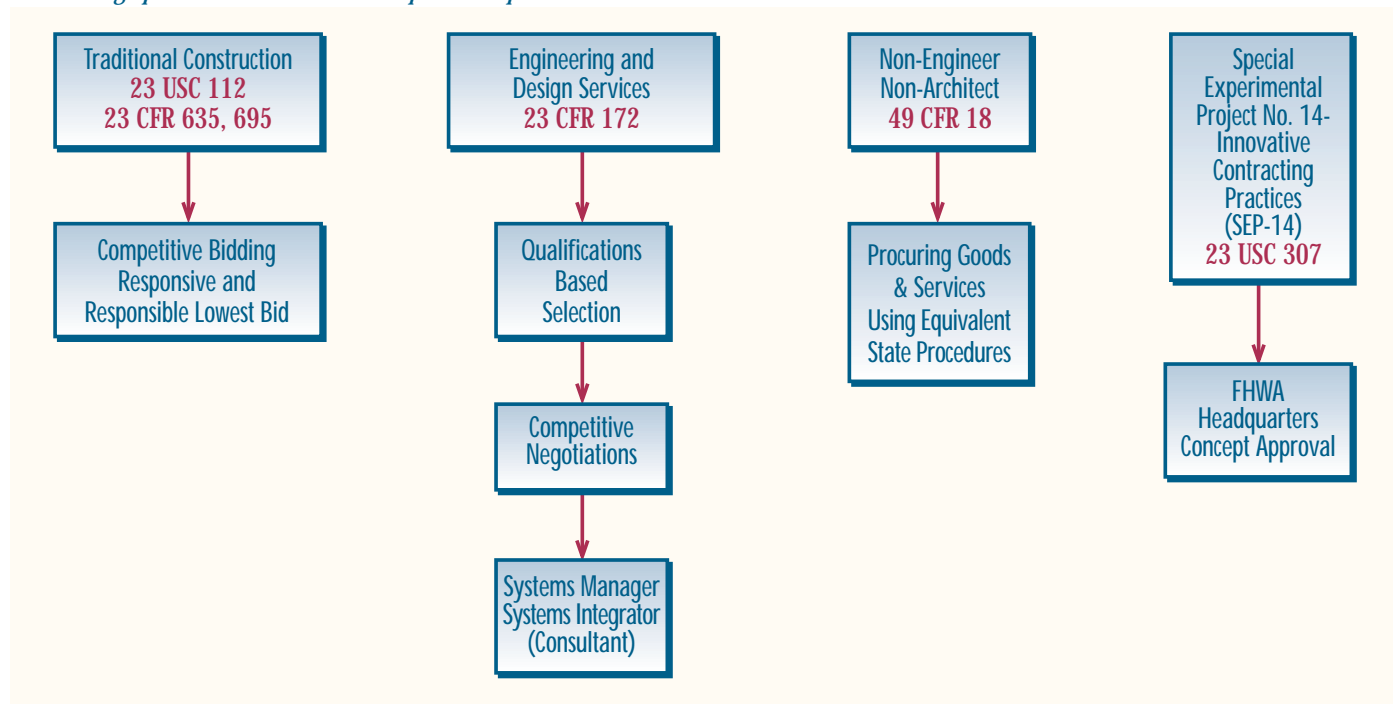 Traditional Construction
23 USC 112
23 CFR 635, 695
Competitive Bidding
Responsive and
Responsible Lowest Bid
Engineering and
Design Services
23 CFR 172
Qualifications
Based
Selection
Competitive
Negotiations
Systems Manager
Systems Integrator
(Consultant)
Non-Engineer
Non-Architect
49 CFR 18
Procuring Goods
& Services
Using Equivalent
State Procedures
Special
Experimental
Project No. 14-
Innovative
Contracting
Practices
(SEP-14)
23 USC 307
FHWA
Headquarters
Concept Approval